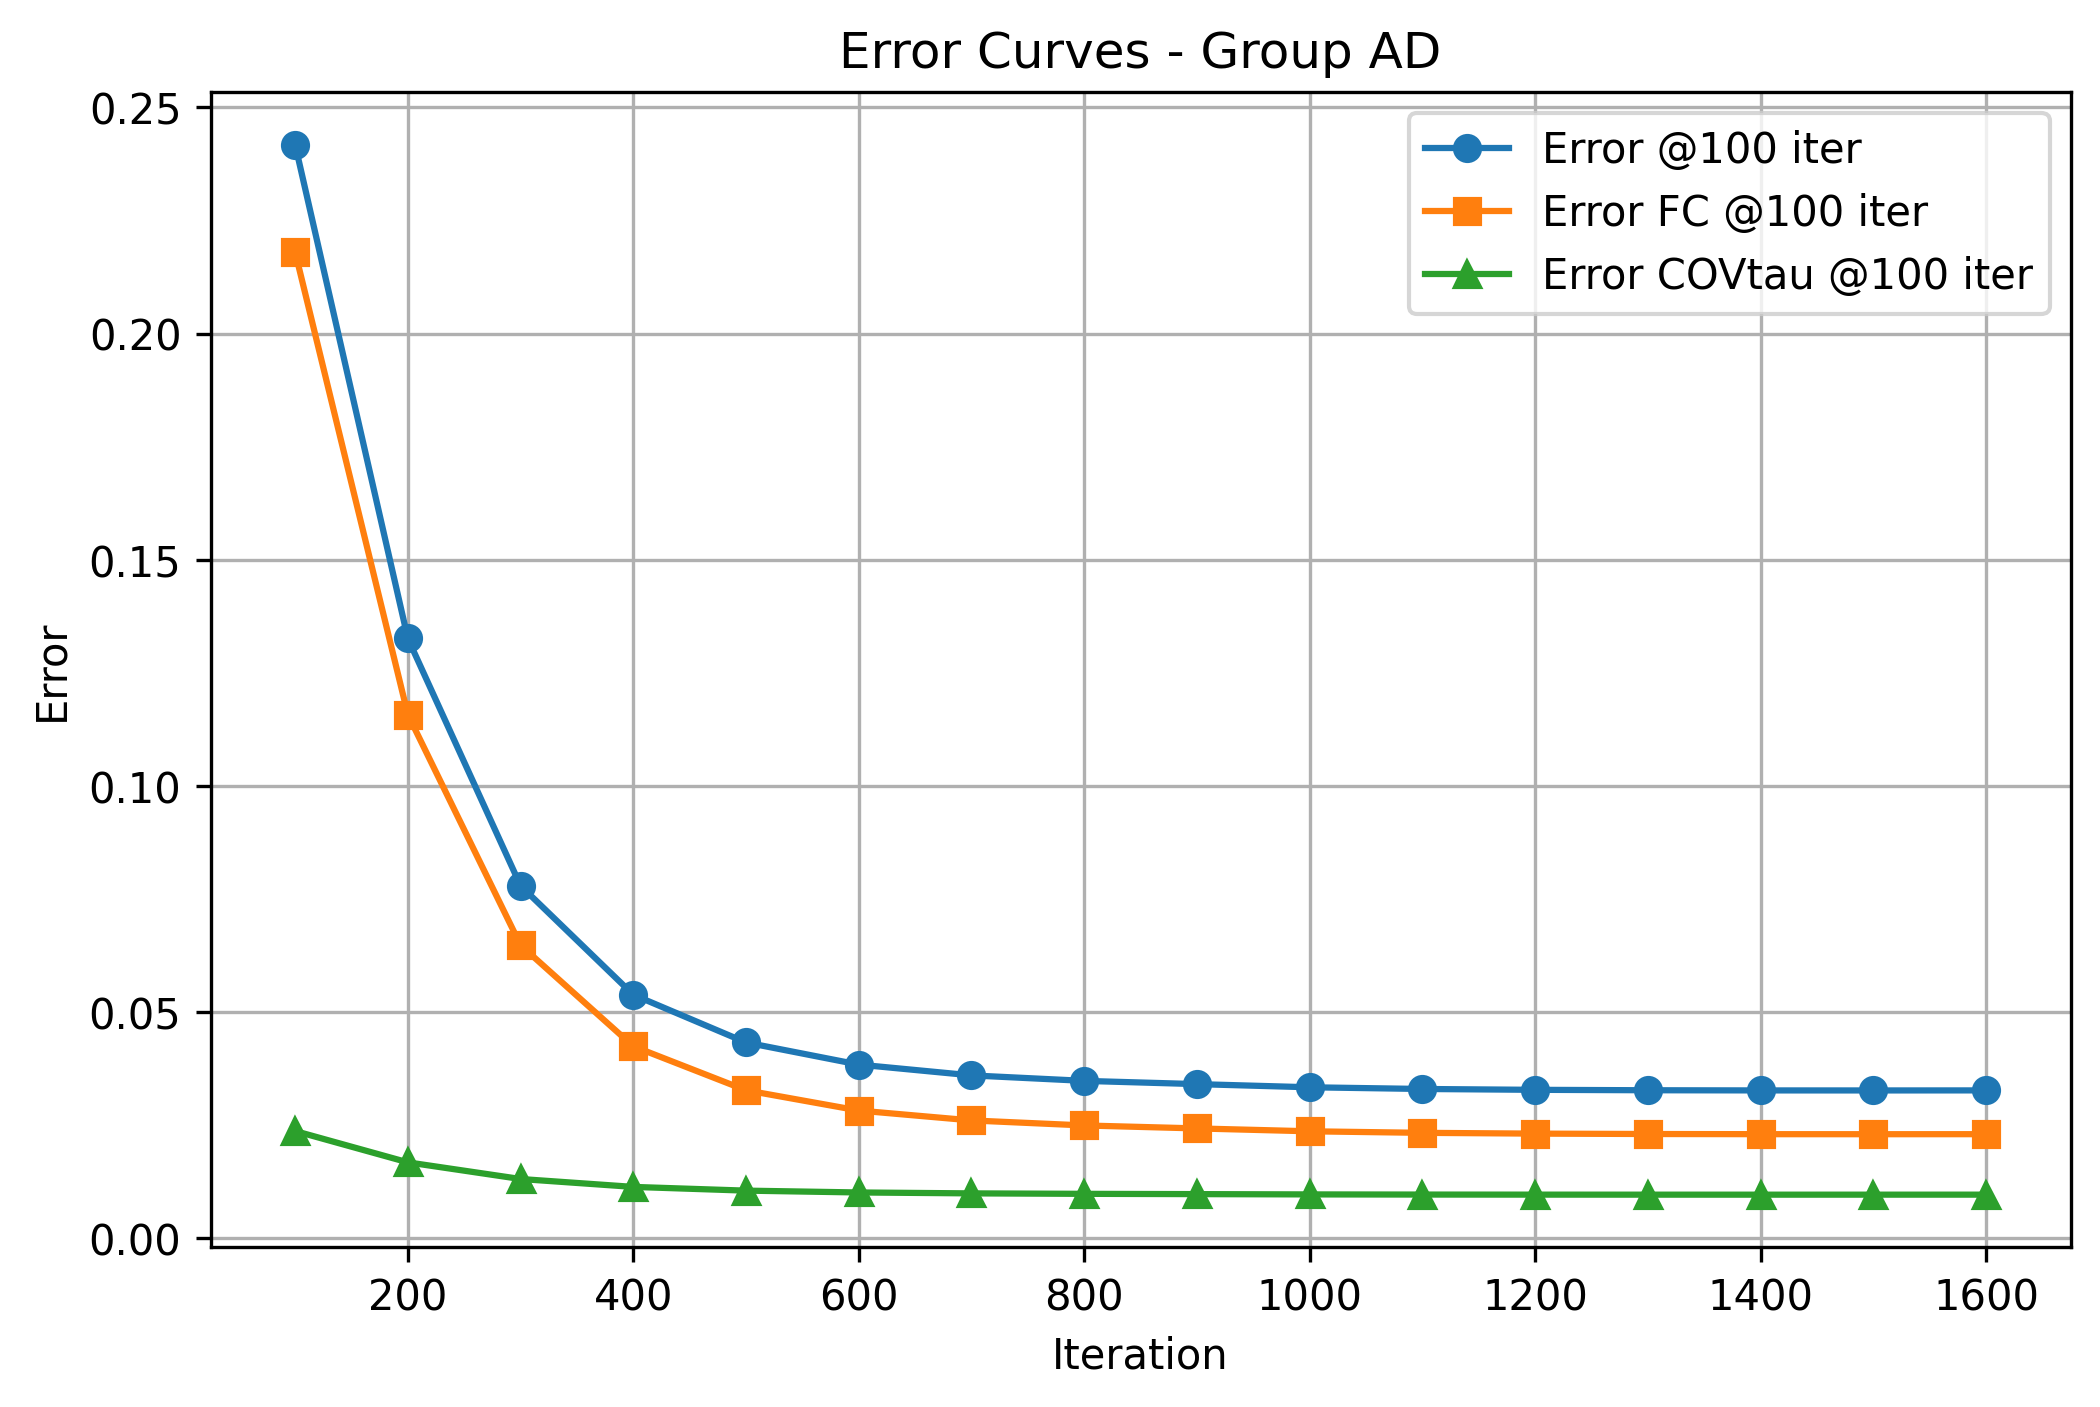 Error Curves - Group AD
0.25
0.20
0.15
0.10
0.05
0.00
Error
Error @100 iter
Error FC @100 iter
Error COVtau @100 iter
200 400 600 800 1000 1200 1400 1600
Iteration